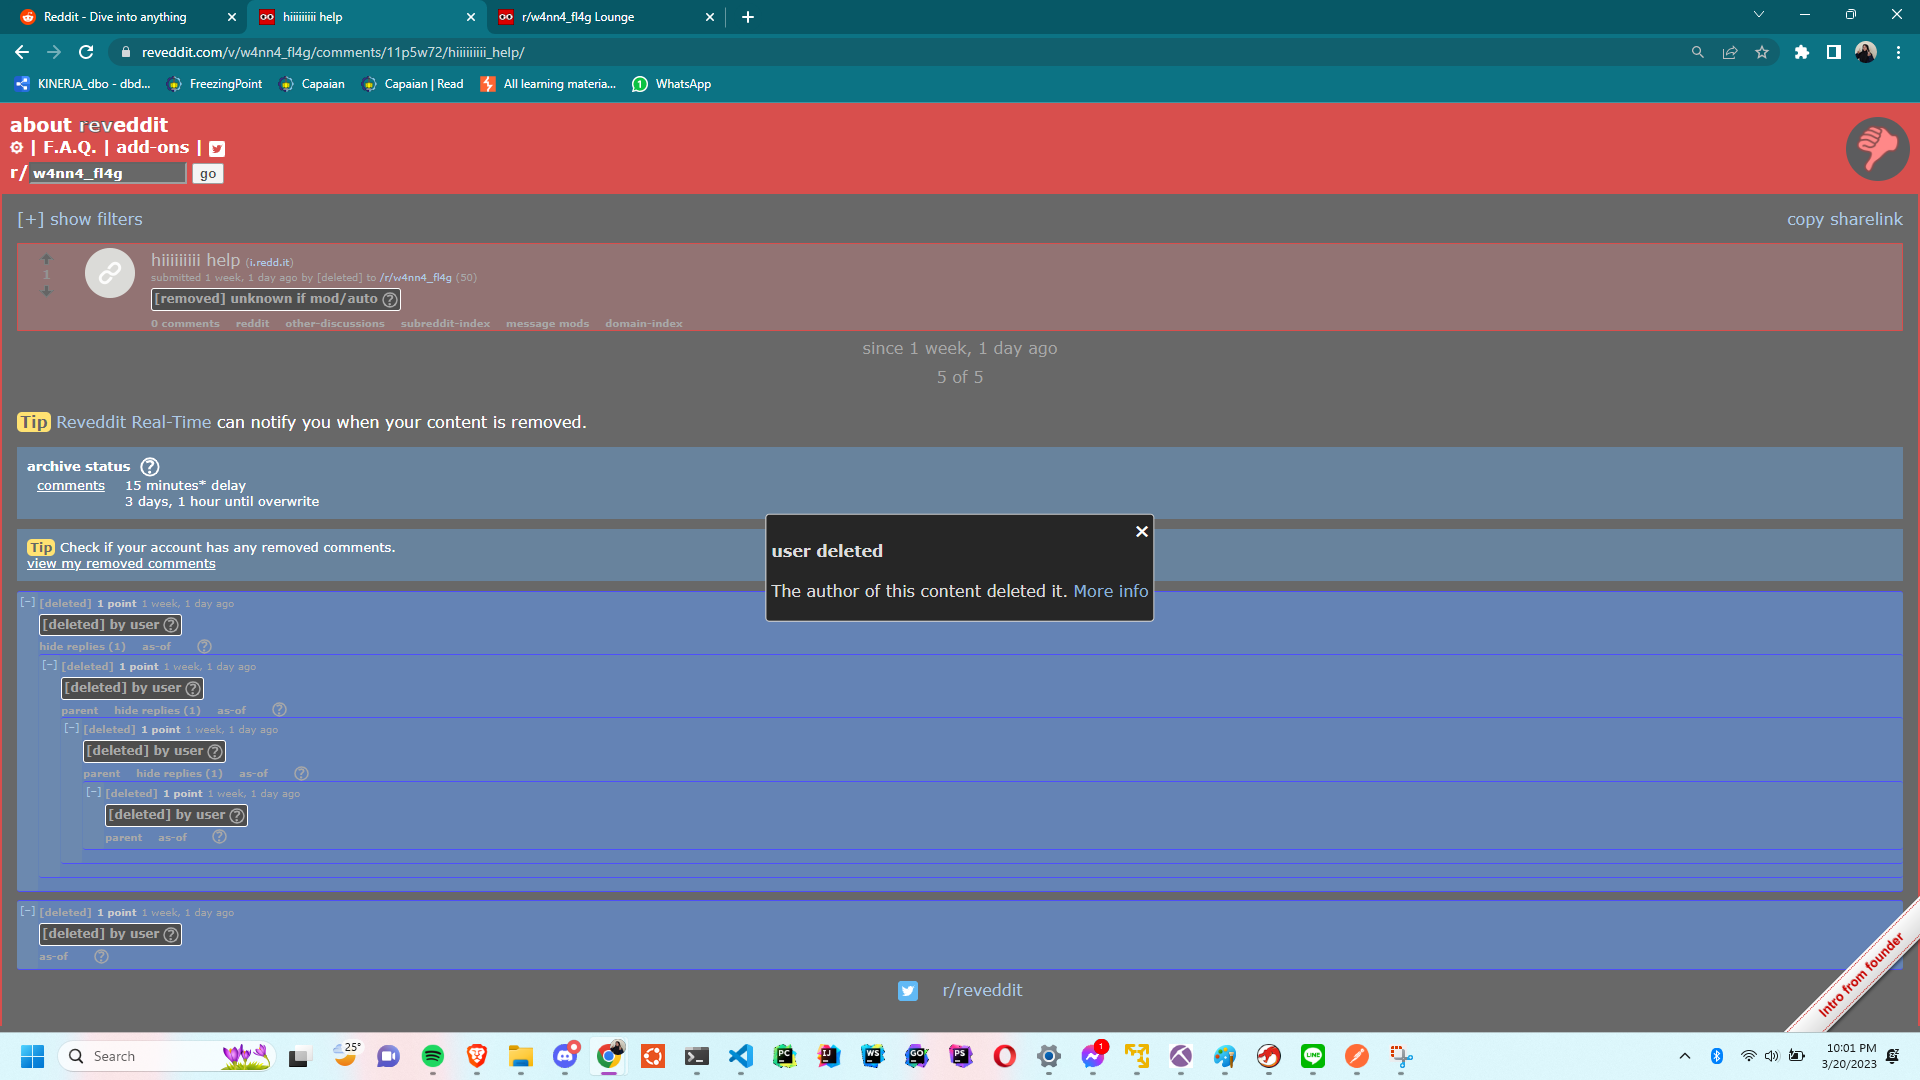 Reddit - Dive into anything
hiiiiiiiii help
r/w4nn4_fl4g Lounge
reveddit.com/v/w4nn4_fl4g/comments/11p5w72/hiiiiiiiii_help/
KINERJA_dbo - dbd...
FreezingPoint
Capaian
Capaian | Read
All learning materia...
WhatsApp
about reveddit
| F.A.Q. | add-ons |
r/ w4nn4_fl4g go
[+] show filters
copy sharelink
1
hiiiiiiiii help (i.redd.it)
submitted 1 week, 1 day ago by [deleted] to /r/w4nn4_fl4g (50)
[removed] unknown if mod/auto ?
0 comments reddit other-discussions subreddit-index message mods domain-index
since 1 week, 1 day ago
5 of 5
Tip Reveddit Real-Time can notify you when your content is removed.
archive status ?
comments 15 minutes* delay
3 days, 1 hour until overwrite
Tip Check if your account has any removed comments.
view my removed comments
user deleted
The author of this content deleted it. More info
[-] [deleted] 1 point 1 week, 1 day ago
[deleted] by user ?
hide replies (1) as-of ?
[-] [deleted] 1 point 1 week, 1 day ago
[deleted] by user ?
parent hide replies (1) as-of ?
[-] [deleted] 1 point 1 week, 1 day ago
[deleted] by user ?
parent hide replies (1) as-of ?
[-] [deleted] 1 point 1 week, 1 day ago
[deleted] by user ?
parent as-of ?
[-] [deleted] 1 point 1 week, 1 day ago
[deleted] by user ?
as-of ?
r/reveddit
Intro from founder
Search
25°
PC
IJ
WS
GO
PS
1
LINE
10:01 PM
3/20/2023